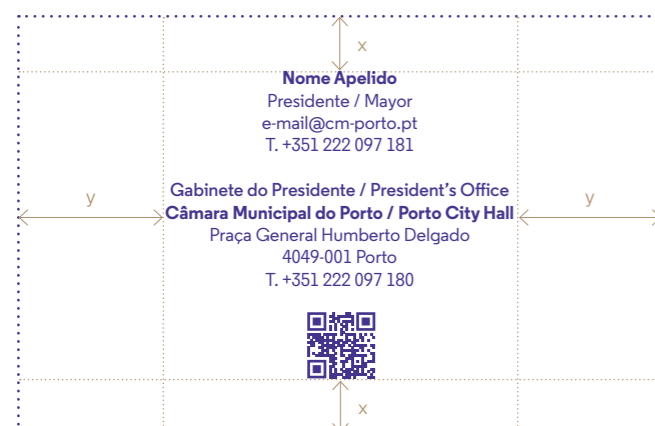 x
Nome Apelido
Presidente / Mayor
e-mail@cm-porto.pt
T. +351 222 097 181
Gabinete do Presidente / President's Office
y
Câmara Municipal do Porto / Porto City Hall
y
Praça General Humberto Delgado
4049-001 Porto
T. +351 222 097 180
x